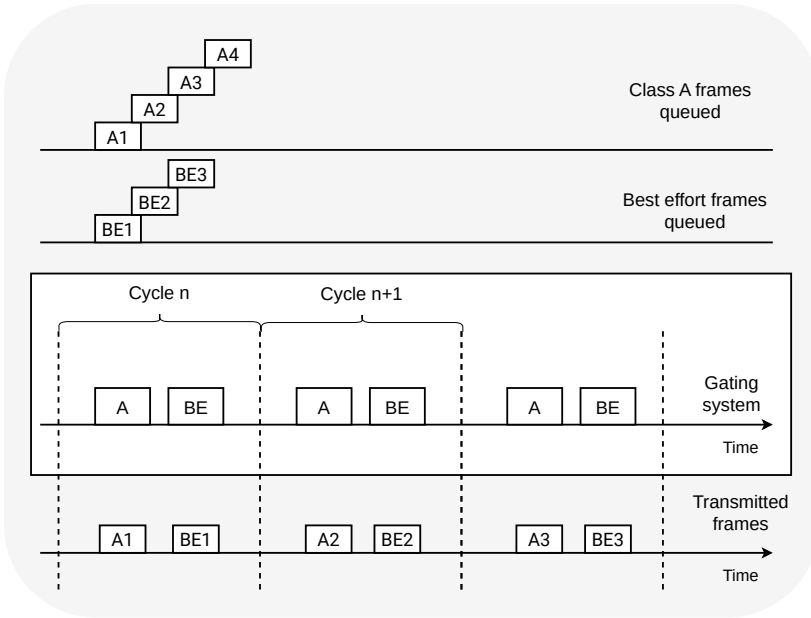 A4
A3
A2
A1
Class A frames
queued
BE3
BE2
BE1
Best effort frames
queued
Cycle n
Cycle n+1
A
BE
A
BE
A
BE
Gating
system
Time
Transmitted
frames
A1
BE1
A2
BE2
A3
BE3
Time